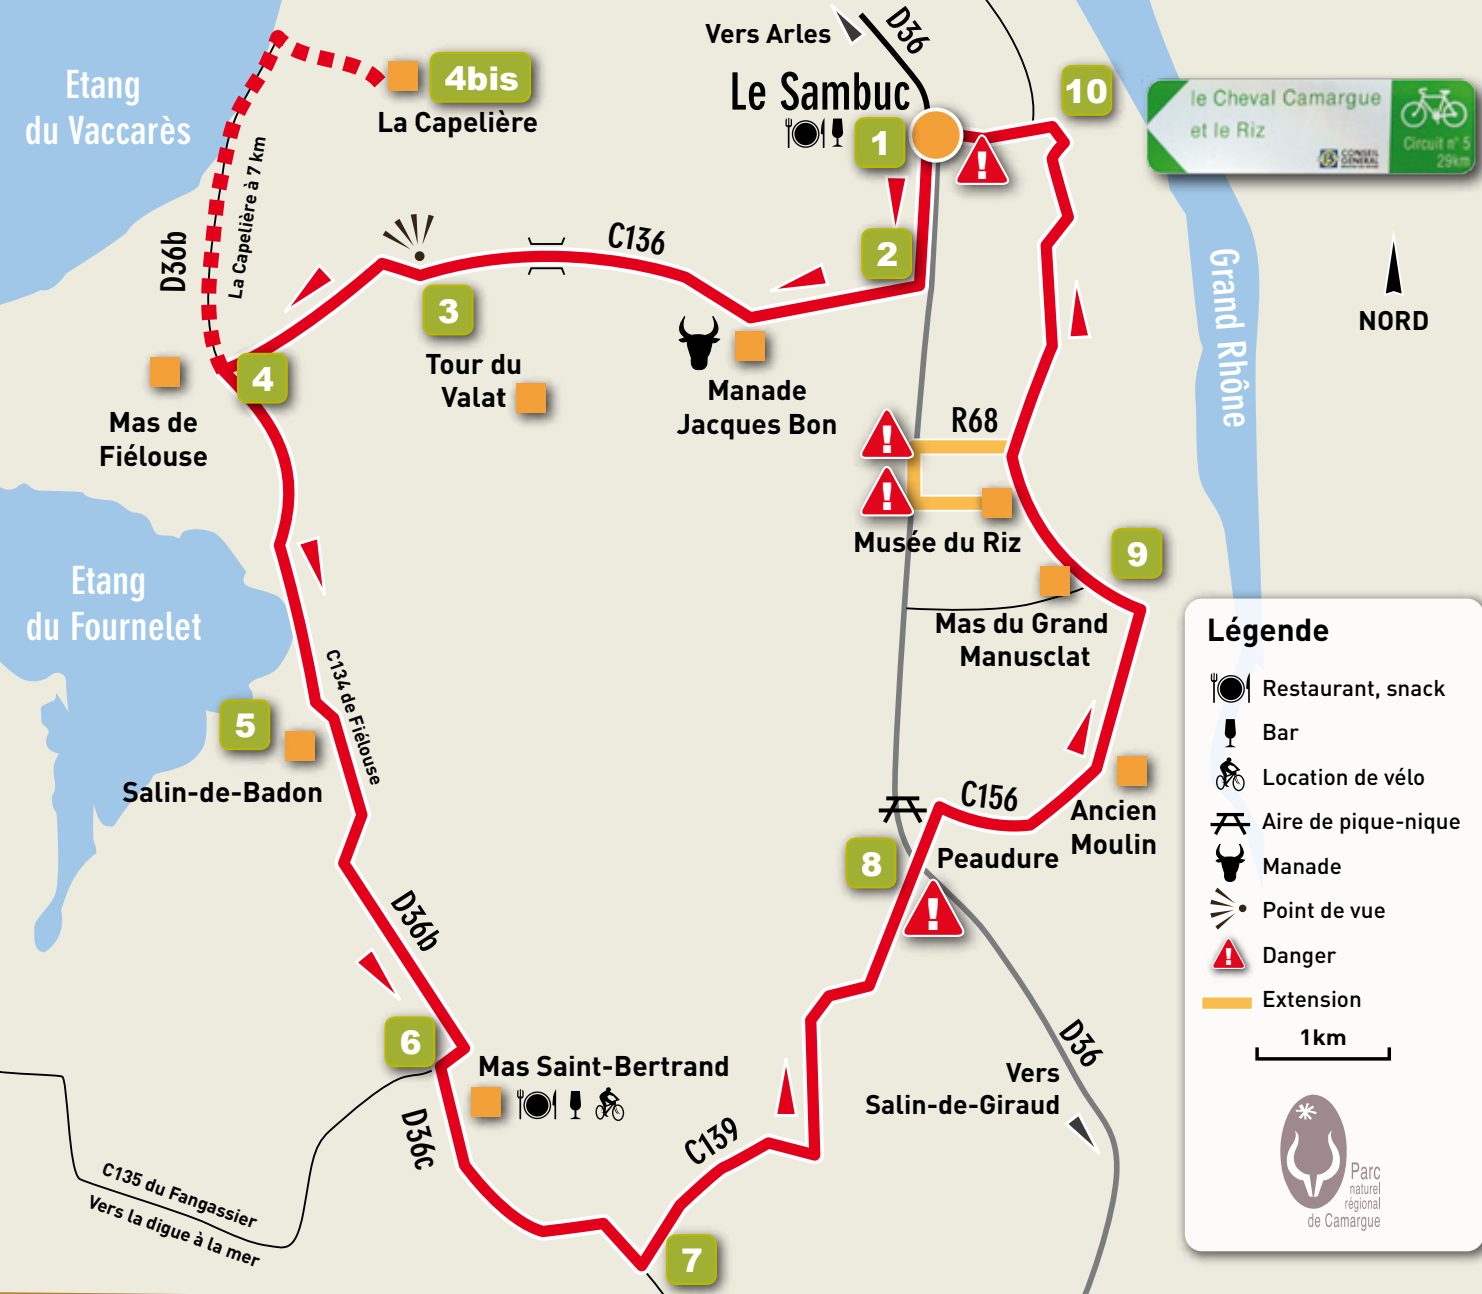 Vers Arles
D36
Etang
du Vaccarès
4bis
La Capelière
Le Sambuc
1
10
le Cheval Camargue
et le Riz
CONSEIL
GENERAL
Circuit n° 5
29km
La Capelière à 7 km
D36b
2
C136
3
Tour du
Valat
Manade
Jacques Bon
Grand Rhône
NORD
4
Mas de
Fiélouse
R68
!
!
!
Musée du Riz
9
Mas du Grand
Manusclat
Etang
du Fournelet
C134 de Fiélouse
5
Salin-de-Badon
C156
Ancien
Moulin
8
Peaudure
!
D36b
6
Mas Saint-Bertrand
D36c
C139
D36
Vers
Salin-de-Giraud
C135 du Fangassier
Vers la digue à la mer
7
Légende
Restaurant, snack
Bar
Location de vélo
Aire de pique-nique
Manade
Point de vue
! Danger
Extension
1km
Parc
naturel
régional
de Camargue